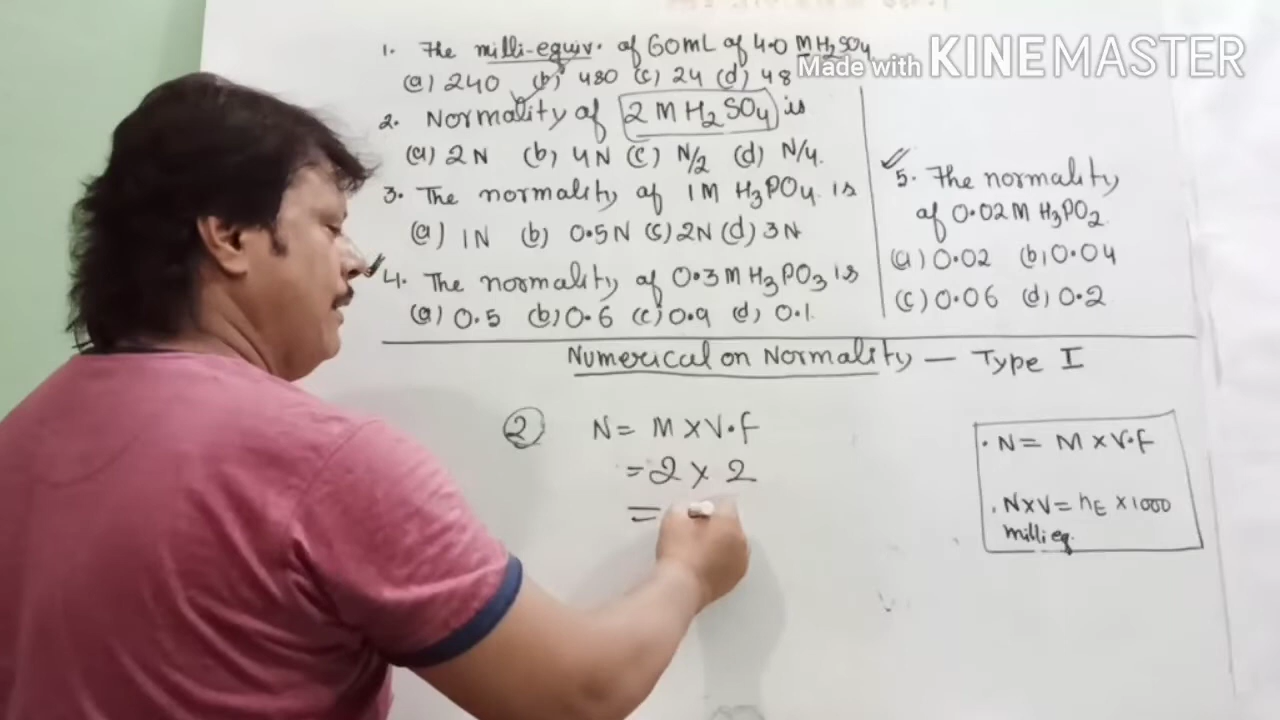 1. The milli-equiv. of 60mL of 4.0 MH₂SO₄
(a) 240 (b) 480 (c) 24 (d) 48
Made with KINEMASTER
2. Normality of 2 M H₂SO₄ is
(a) 2N (b) 4N (c) N/2 (d) N/4.
3. The normality of 1M H₃PO₄ is
(a) 1N (b) 0.5N (c) 2N (d) 3N
4. The normality of 0.3M H₃PO₃ is
(a) 0.5 (b) 0.6 (c) 0.9 (d) 0.1.
5. The normality
of 0.02M H₃PO₂.
(a) 0.02 (b) 0.04
(c) 0.06 (d) 0.2
Numerical on Normality — Type I
② N = M × V.f
= 2 × 2
=
. N = M × V.f
. N×V = nE × 1000
milli eq.